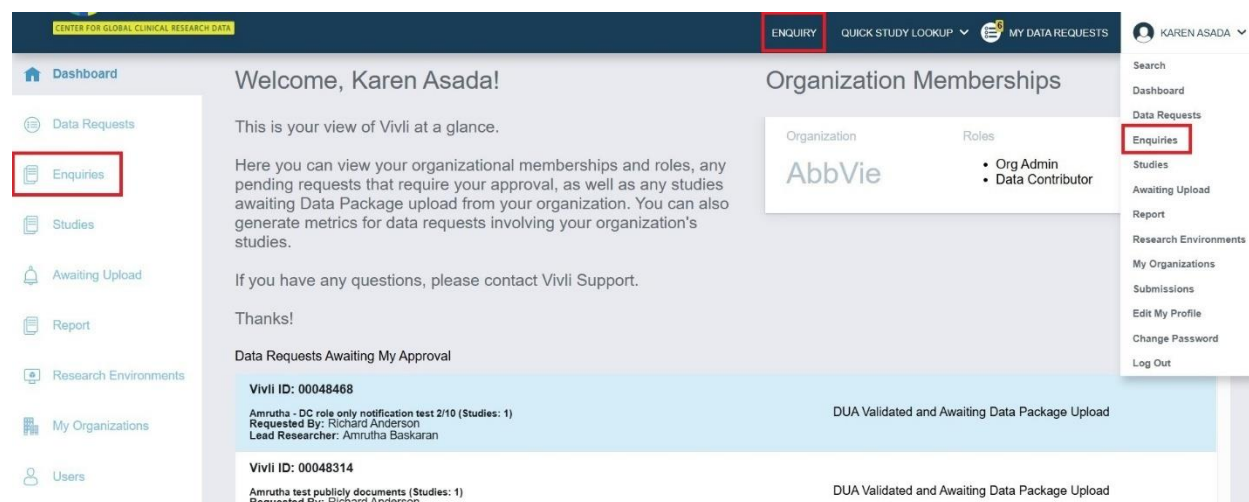 CENTER FOR GLOBAL CLINICAL RESEARCH DATA
ENQUIRY
QUICK STUDY LOOKUP
6
MY DATA REQUESTS
KAREN ASADA
Dashboard
Data Requests
Enquiries
Studies
Awaiting Upload
Report
Research Environments
My Organizations
Users
Welcome, Karen Asada!
This is your view of Vivli at a glance.
Here you can view your organizational memberships and roles, any
pending requests that require your approval, as well as any studies
awaiting Data Package upload from your organization. You can also
generate metrics for data requests involving your organization's
studies.
If you have any questions, please contact Vivli Support.
Thanks!
Organization Memberships
Organization
Roles
AbbVie
• Org Admin
• Data Contributor
Search
Dashboard
Data Requests
Enquiries
Studies
Awaiting Upload
Report
Research Environments
My Organizations
Submissions
Edit My Profile
Change Password
Log Out
Data Requests Awaiting My Approval
Vivli ID: 00048468
Amrutha - DC role only notification test 2/10 (Studies: 1)
Requested By: Richard Anderson
Lead Researcher: Amrutha Baskaran
DUA Validated and Awaiting Data Package Upload
Vivli ID: 00048314
Amrutha test publicly documents (Studies: 1)
Requested By: Richard Anderson
DUA Validated and Awaiting Data Package Upload